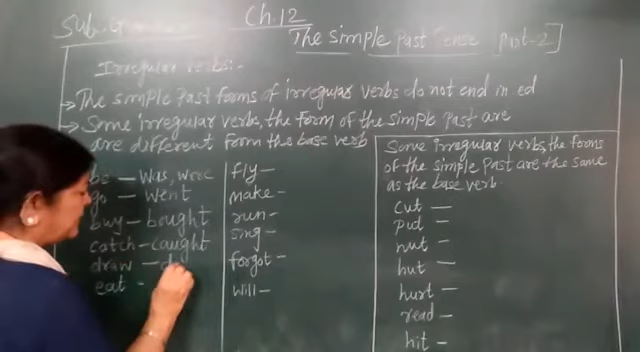 Sub:
Ch.12
The Simple Past Tense [Part-2]
Irregular verbs:-
→ The simple past forms of irregular verbs do not end in ed
→ Some irregular verbs, the form of the simple past are
are different form the base verb
be — was, were
go — went
buy — bought
catch — caught
draw — d
eat -
fly -
make -
run -
sing -
forgot -
will -
Some irregular verbs, the forms
of the simple past are the same
as the base verb.
cut —
put —
nut —
hut —
hurt —
read —
hit —